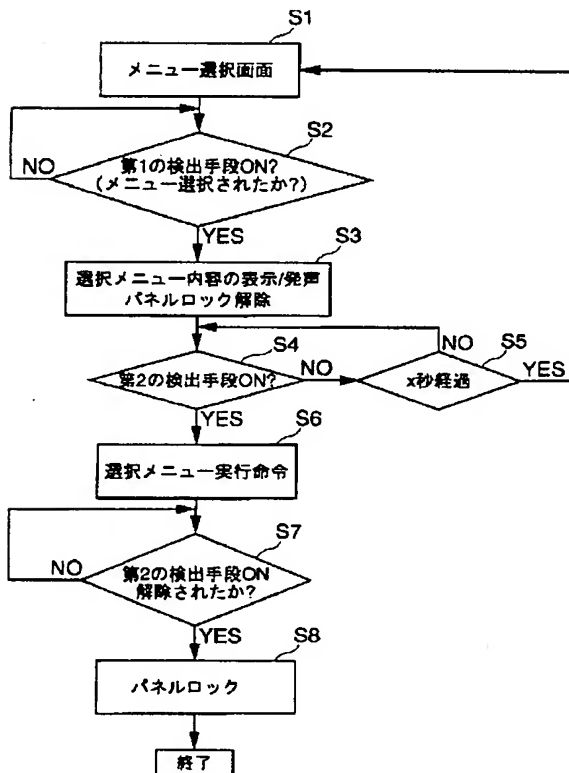 S1
メニュー選択画面
S2
第1の検出手段ON?
(メニュー選択されたか?)
NO
YES
S3
選択メニュー内容の表示/発声
パネルロック解除
S4
第2の検出手段ON?
NO
YES
NO
S5
x秒経過
YES
S6
選択メニュー実行命令
S7
第2の検出手段ON
解除されたか?
NO
YES
S8
パネルロック
終了